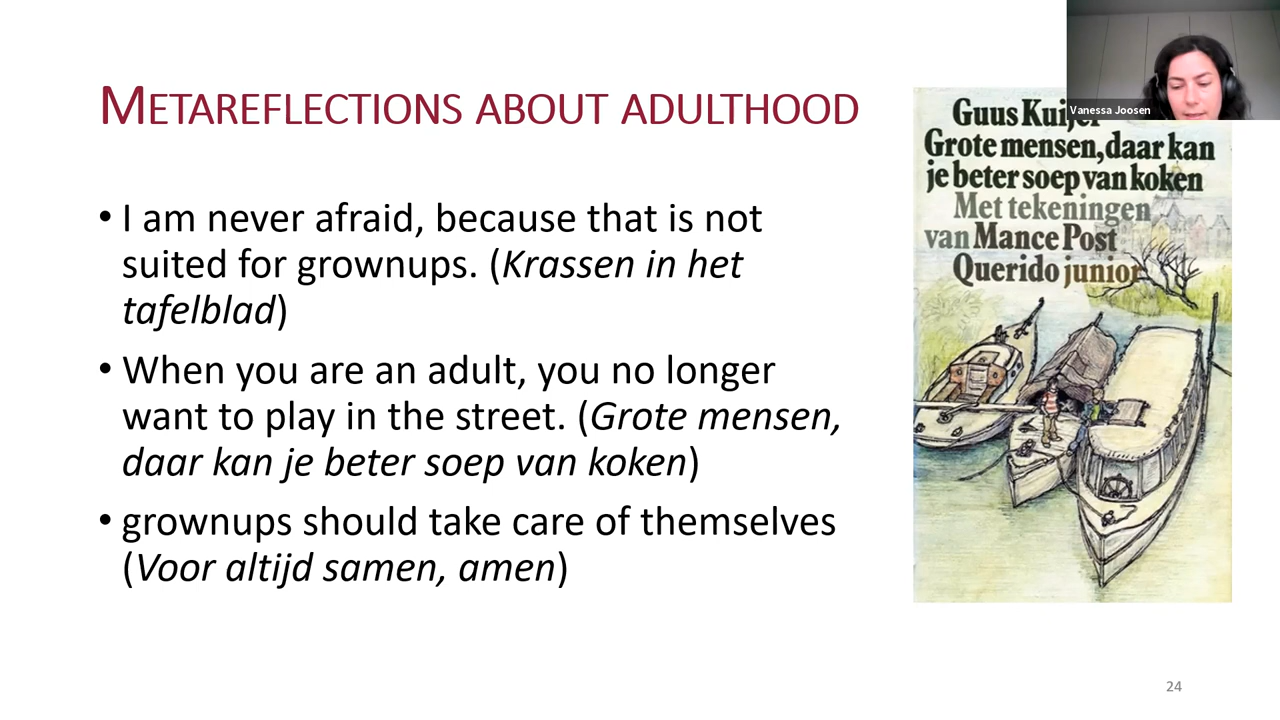 METAREFLECTIONS ABOUT ADULTHOOD
• I am never afraid, because that is not
suited for grownups. (Krassen in het
tafelblad)
• When you are an adult, you no longer
want to play in the street. (Grote mensen,
daar kan je beter soep van koken)
• grownups should take care of themselves
(Voor altijd samen, amen)
Vanessa Joosen
Guus Kuijer
Grote mensen, daar kan
je beter soep van koken
Met tekeningen
van Mance Post
Querido junior
24